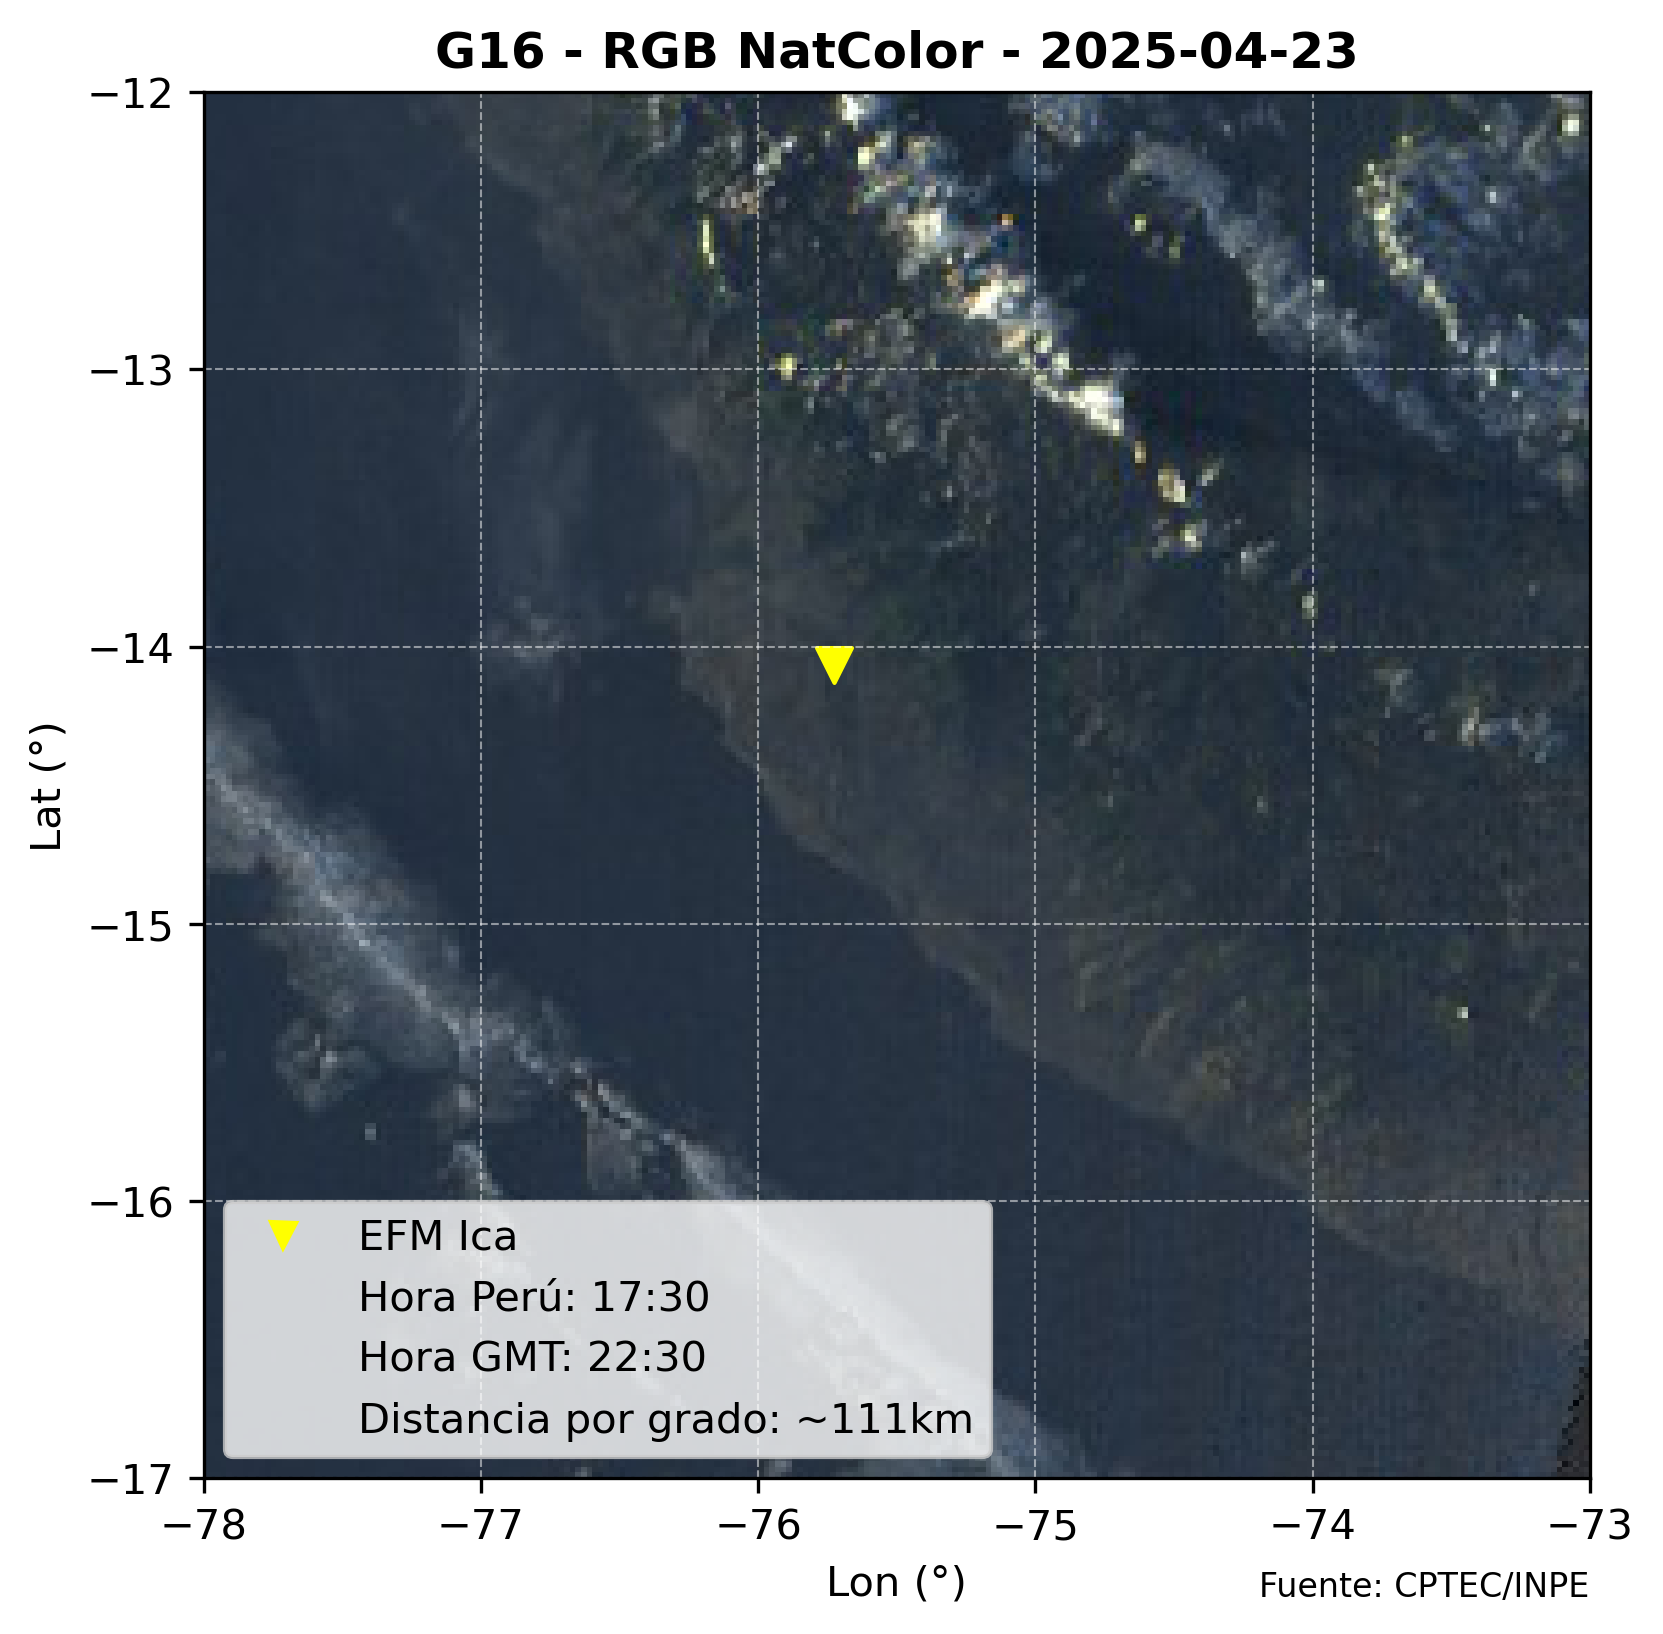 G16 - RGB NatColor - 2025-04-23
−12
−13
−14
−15
−16
−17
Lat (°)
EFM Ica
Hora Perú: 17:30
Hora GMT: 22:30
Distancia por grado: ~111km
−78 −77 −76 −75 −74 −73
Lon (°)
Fuente: CPTEC/INPE